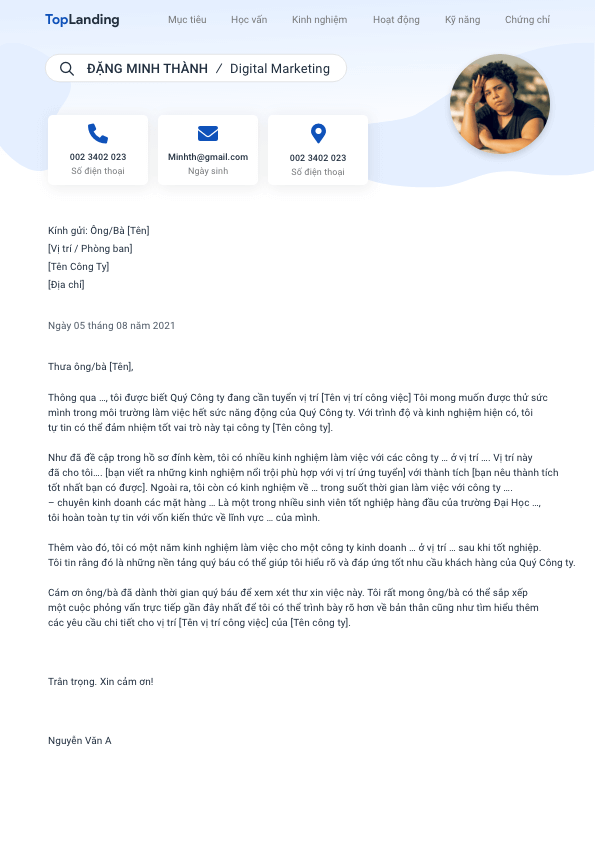 TopLanding
Mục tiêu Học vấn Kinh nghiệm Hoạt động Kỹ năng Chứng chỉ
ĐẶNG MINH THÀNH / Digital Marketing
002 3402 023
Số điện thoại
Minhth@gmail.com
Ngày sinh
002 3402 023
Số điện thoại
Kính gửi: Ông/Bà [Tên]
[Vị trí / Phòng ban]
[Tên Công Ty]
[Địa chỉ]
Ngày 05 tháng 08 năm 2021
Thưa ông/bà [Tên],
Thông qua …, tôi được biết Quý Công ty đang cần tuyển vị trí [Tên vị trí công việc] Tôi mong muốn được thử sức
mình trong môi trường làm việc hết sức năng động của Quý Công ty. Với trình độ và kinh nghiệm hiện có, tôi
tự tin có thể đảm nhiệm tốt vai trò này tại công ty [Tên công ty].
Như đã đề cập trong hồ sơ đính kèm, tôi có nhiều kinh nghiệm làm việc với các công ty … ở vị trí …. Vị trí này
đã cho tôi…. [bạn viết ra những kinh nghiệm nổi trội phù hợp với vị trí ứng tuyển] với thành tích [bạn nêu thành tích
tốt nhất bạn có được]. Ngoài ra, tôi còn có kinh nghiệm về … trong suốt thời gian làm việc với công ty ….
– chuyên kinh doanh các mặt hàng … Là một trong nhiều sinh viên tốt nghiệp hàng đầu của trường Đại Học …,
tôi hoàn toàn tự tin với vốn kiến thức về lĩnh vực … của mình.
Thêm vào đó, tôi có một năm kinh nghiệm làm việc cho một công ty kinh doanh … ở vị trí … sau khi tốt nghiệp.
Tôi tin rằng đó là những nền tảng quý báu có thể giúp tôi hiểu rõ và đáp ứng tốt nhu cầu khách hàng của Quý Công ty.
Cám ơn ông/bà đã dành thời gian quý báu để xem xét thư xin việc này. Tôi rất mong ông/bà có thể sắp xếp
một cuộc phỏng vấn trực tiếp gần đây nhất để tôi có thể trình bày rõ hơn về bản thân cũng như tìm hiểu thêm
các yêu cầu chi tiết cho vị trí [Tên vị trí công việc] của [Tên công ty].
Trân trọng. Xin cảm ơn!
Nguyễn Văn A